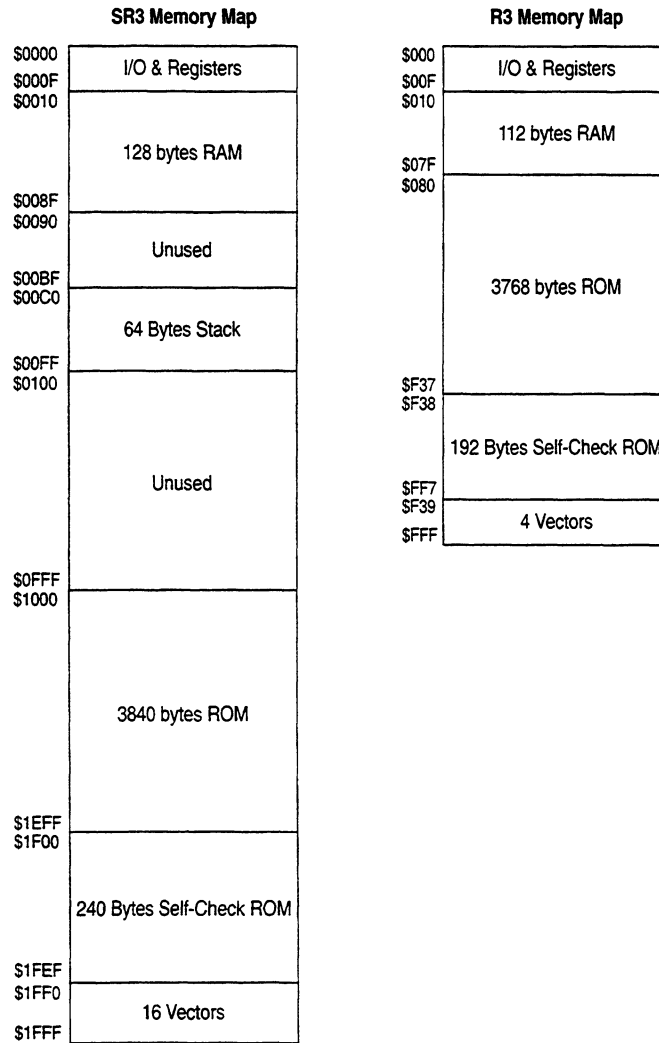 SR3 Memory Map
$0000
I/O & Registers
$000F
$0010
128 bytes RAM
$008F
$0090
Unused
$00BF
$00C0
64 Bytes Stack
$00FF
$0100
Unused
$0FFF
$1000
3840 bytes ROM
$1EFF
$1F00
240 Bytes Self-Check ROM
$1FEF
$1FF0
16 Vectors
$1FFF
R3 Memory Map
$000
I/O & Registers
$00F
$010
112 bytes RAM
$07F
$080
3768 bytes ROM
$F37
$F38
192 Bytes Self-Check ROM
$FF7
$F39
4 Vectors
$FFF